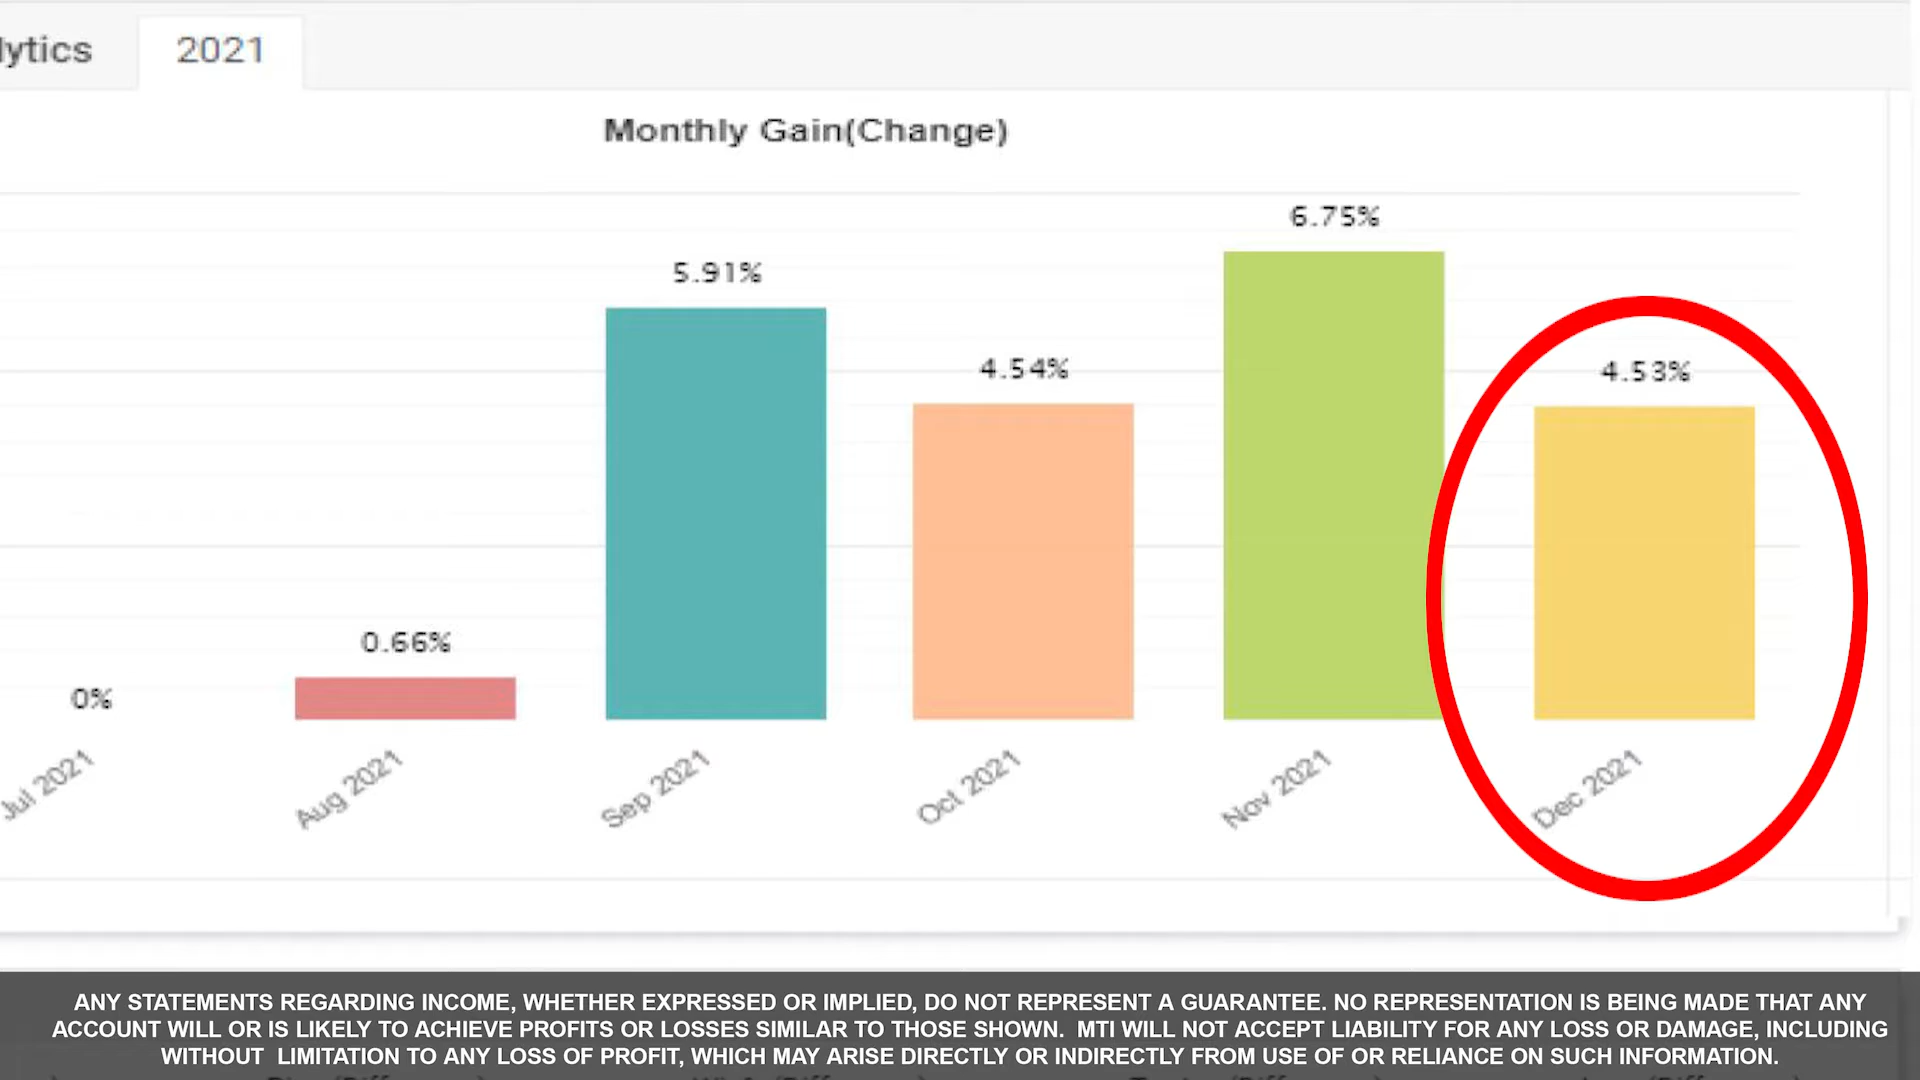 lytics 2021
Monthly Gain(Change)
6.75%
5.91%
4.54%
4.53%
0.66%
0%
Jul 2021 Aug 2021 Sep 2021 Oct 2021 Nov 2021 Dec 2021
ANY STATEMENTS REGARDING INCOME, WHETHER EXPRESSED OR IMPLIED, DO NOT REPRESENT A GUARANTEE. NO REPRESENTATION IS BEING MADE THAT ANY
ACCOUNT WILL OR IS LIKELY TO ACHIEVE PROFITS OR LOSSES SIMILAR TO THOSE SHOWN. MTI WILL NOT ACCEPT LIABILITY FOR ANY LOSS OR DAMAGE, INCLUDING
WITHOUT LIMITATION TO ANY LOSS OF PROFIT, WHICH MAY ARISE DIRECTLY OR INDIRECTLY FROM USE OF OR RELIANCE ON SUCH INFORMATION.